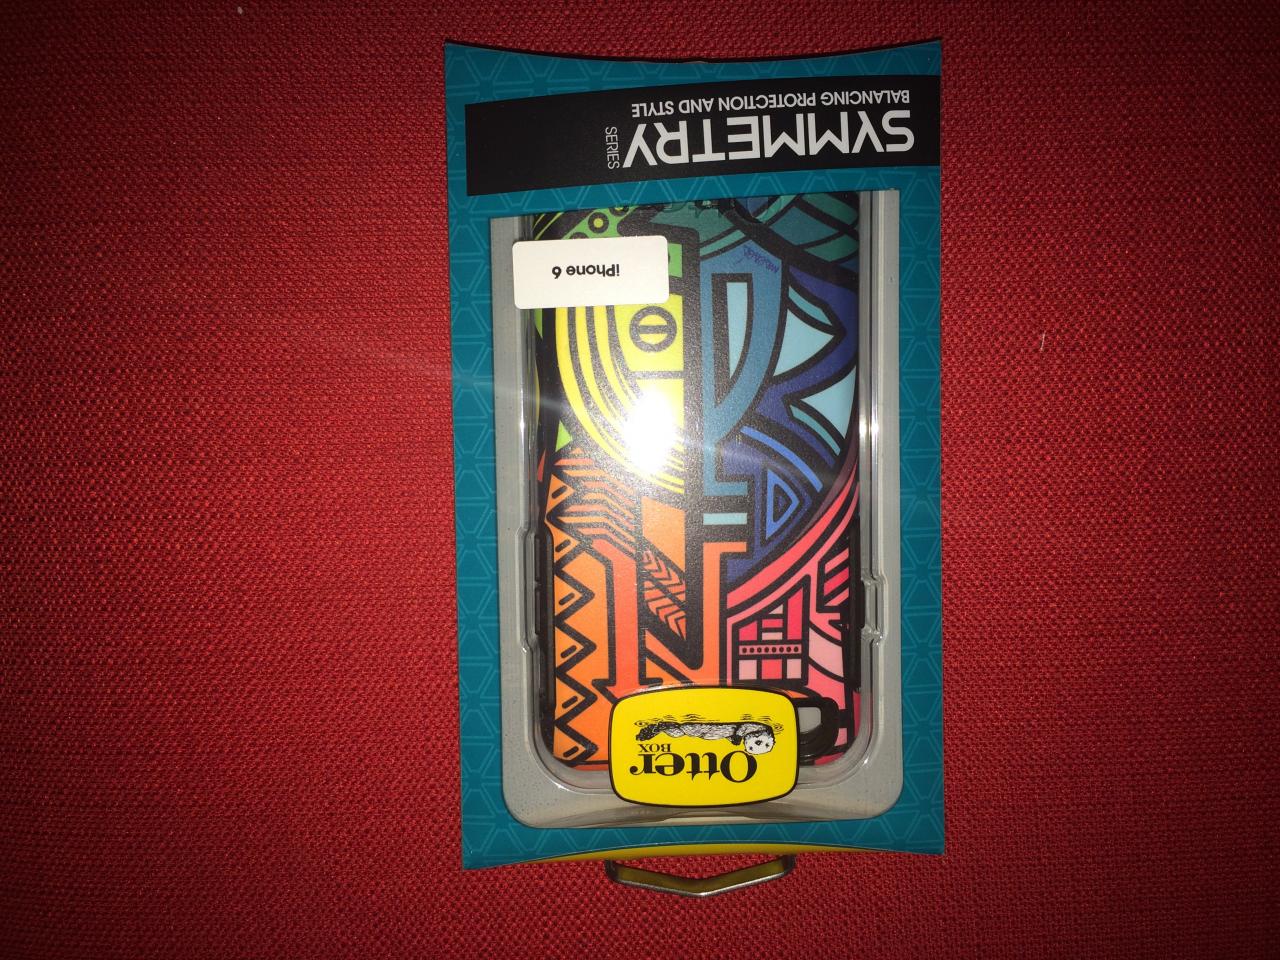 Otter
BOX
iPhone 6
SYMMETRY
SERIES
BALANCING PROTECTION AND STYLE